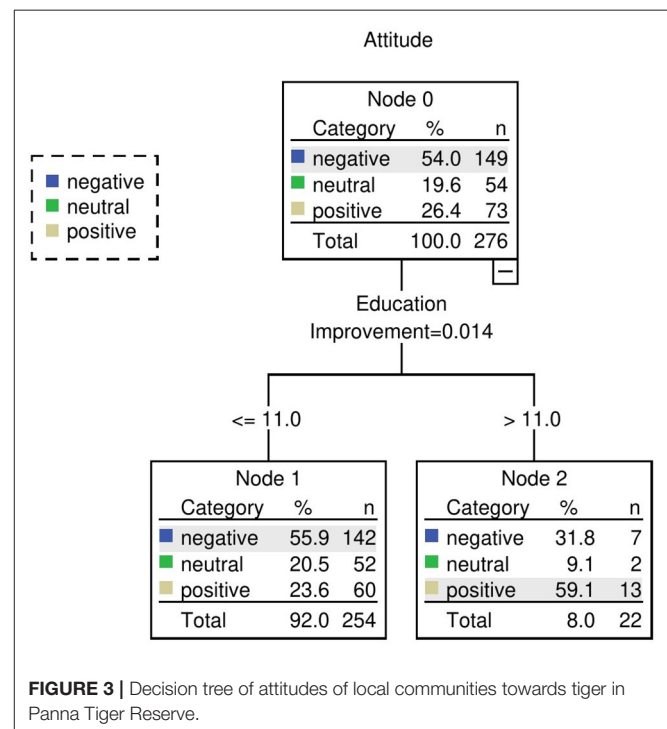 Attitude
negative
neutral
positive
Node 0
Category % n
negative 54.0 149
neutral 19.6 54
positive 26.4 73
Total 100.0 276
Education
Improvement=0.014
<= 11.0
> 11.0
Node 1
Category % n
negative 55.9 142
neutral 20.5 52
positive 23.6 60
Total 92.0 254
Node 2
Category % n
negative 31.8 7
neutral 9.1 2
positive 59.1 13
Total 8.0 22
FIGURE 3 | Decision tree of attitudes of local communities towards tiger in
Panna Tiger Reserve.